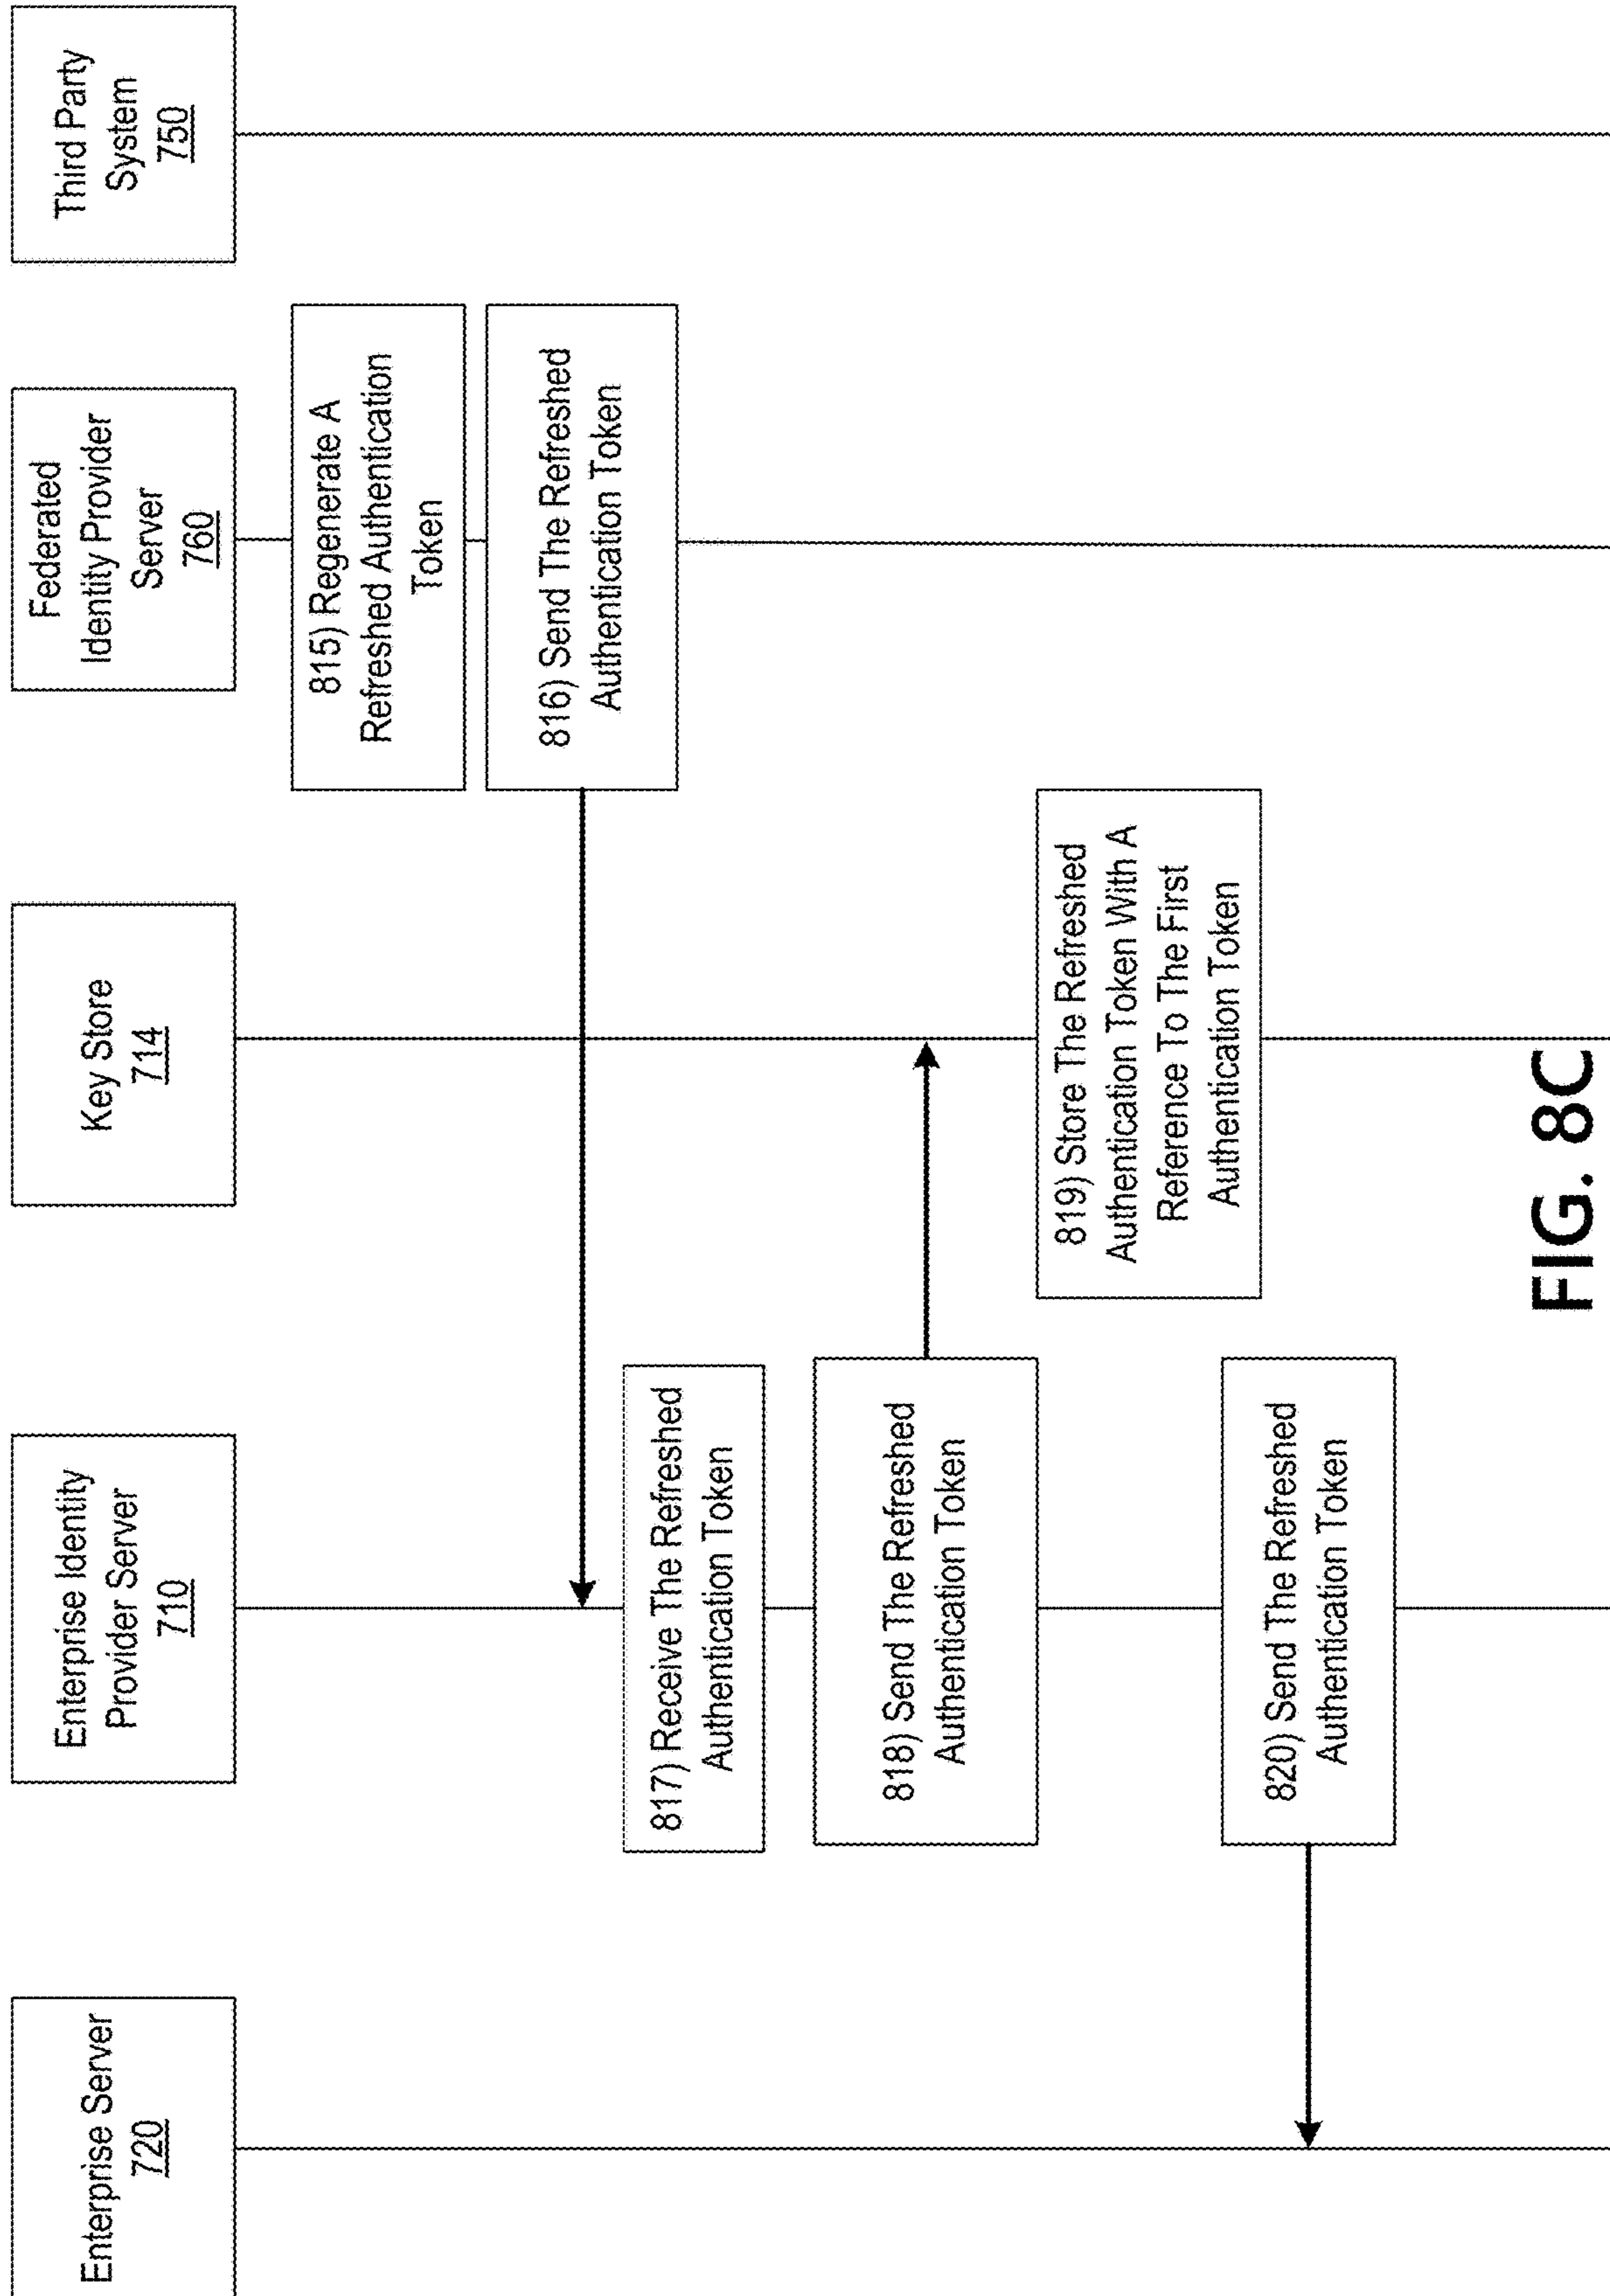 Enterprise Server
720
Enterprise Identity
Provider Server
710
Key Store
714
Federated
Identity Provider
Server
760
Third Party
System
750
815) Regenerate A
Refreshed Authentication
Token
816) Send The Refreshed
Authentication Token
817) Receive The Refreshed
Authentication Token
818) Send The Refreshed
Authentication Token
819) Store The Refreshed
Authentication Token With A
Reference To The First
Authentication Token
820) Send The Refreshed
Authentication Token
FIG. 8C